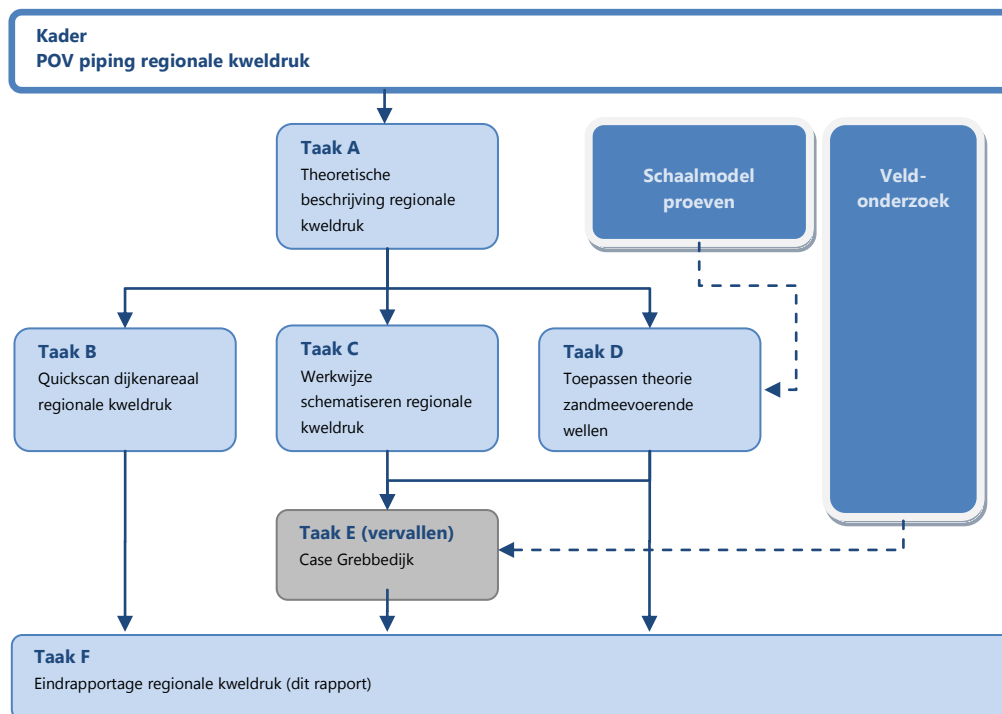 Kader
POV piping regionale kweldruk
Taak A
Theoretische
beschrijving regionale
kweldruk
Schaalmodel
proeven
Veld-
onderzoek
Taak B
Quickscan dijkenareaal
regionale kweldruk
Taak C
Werkwijze
schematiseren regionale
kweldruk
Taak D
Toepassen theorie
zandmeevoerende
wellen
Taak E (vervallen)
Case Grebbedijk
Taak F
Eindrapportage regionale kweldruk (dit rapport)